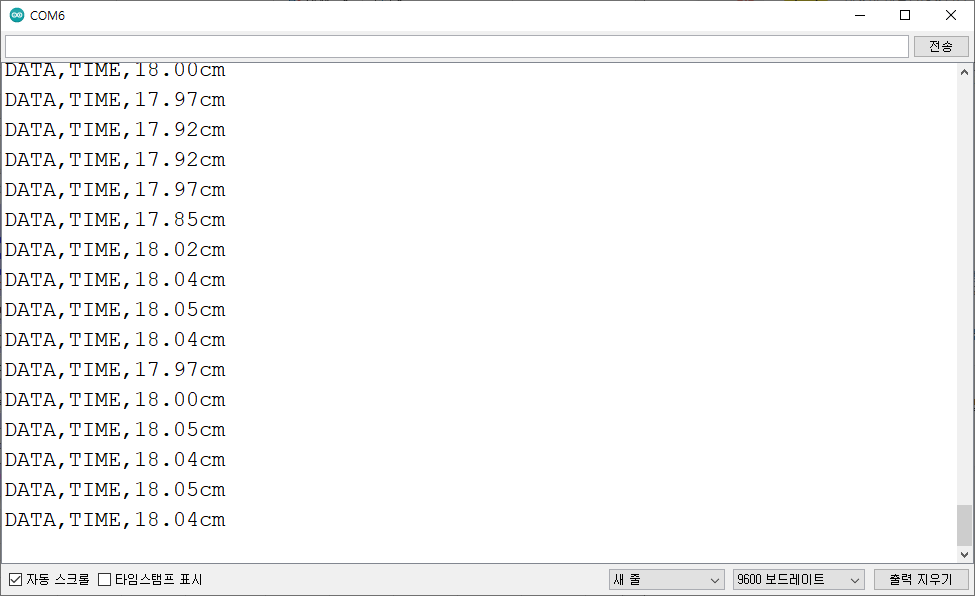 COM6
전송
DATA,TIME,18.00cm
DATA,TIME,17.97cm
DATA,TIME,17.92cm
DATA,TIME,17.92cm
DATA,TIME,17.97cm
DATA,TIME,17.85cm
DATA,TIME,18.02cm
DATA,TIME,18.04cm
DATA,TIME,18.05cm
DATA,TIME,18.04cm
DATA,TIME,17.97cm
DATA,TIME,18.00cm
DATA,TIME,18.05cm
DATA,TIME,18.04cm
DATA,TIME,18.05cm
DATA,TIME,18.04cm
자동 스크롤 타임스탬프 표시 새 줄 9600 보드레이트 출력 지우기